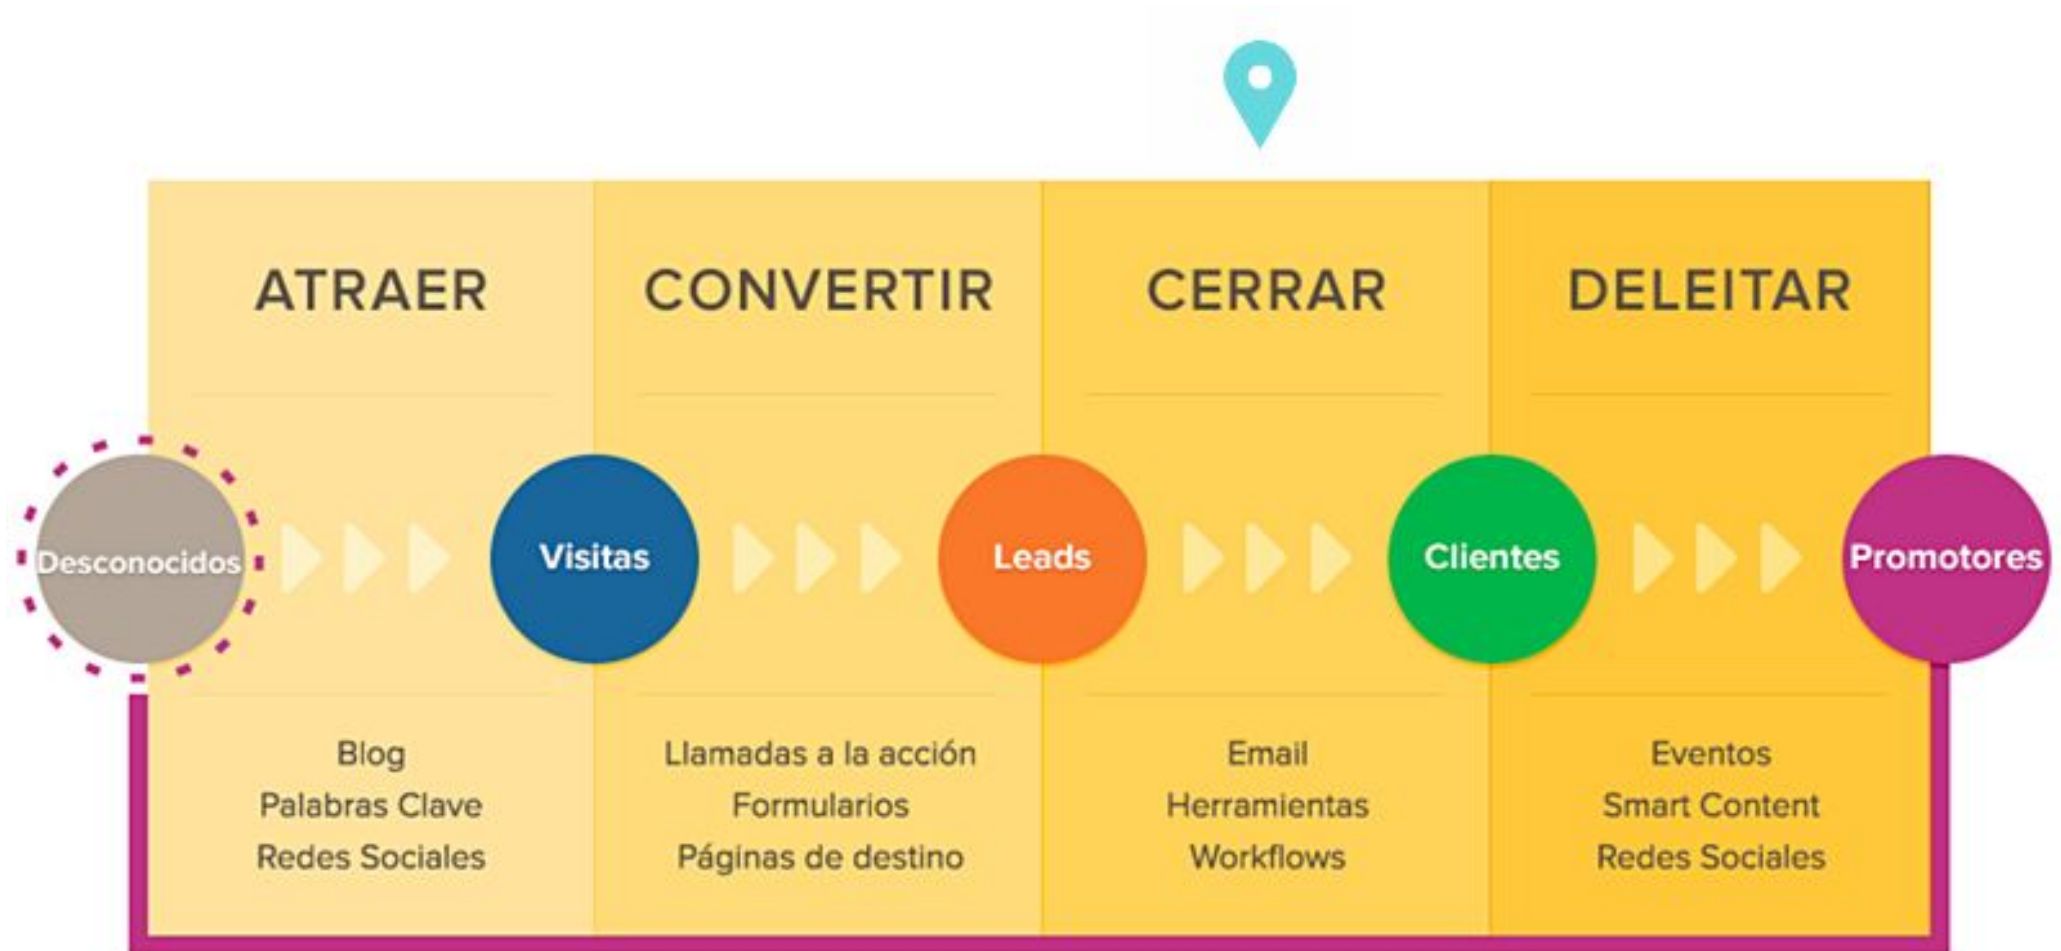 ATRAER
CONVERTIR
CERRAR
DELEITAR
Desconocidos
Visitas
Leads
Clientes
Promotores
Blog
Palabras Clave
Redes Sociales
Llamadas a la acción
Formularios
Páginas de destino
Email
Herramientas
Workflows
Eventos
Smart Content
Redes Sociales